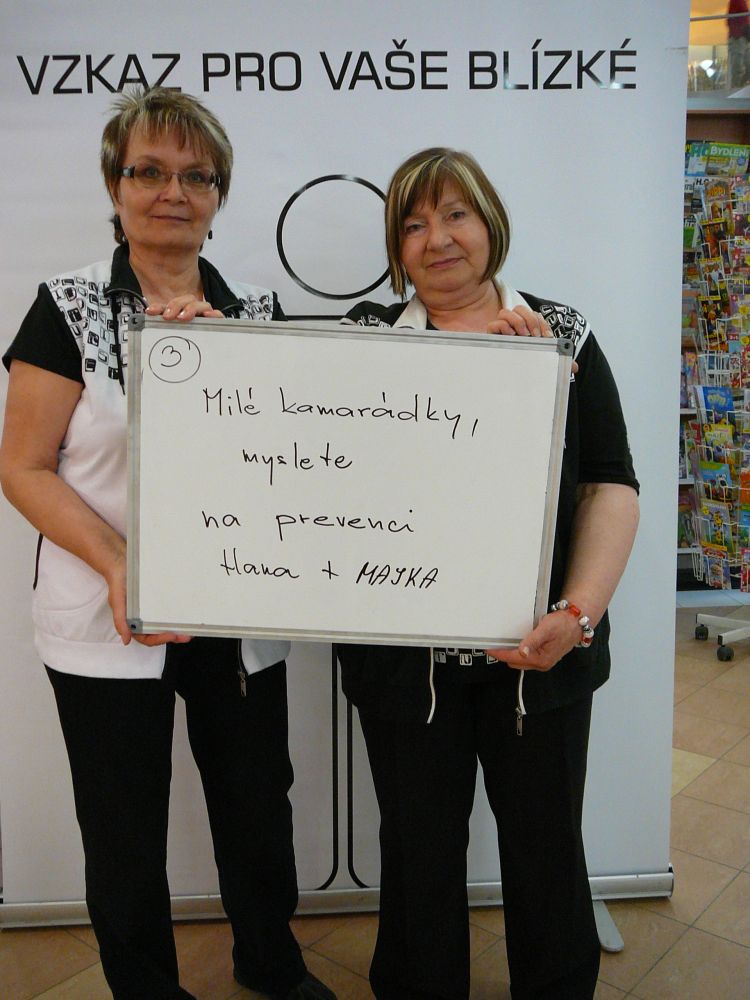 VZKAZ PRO VAŠE BLÍZKÉ
3
Milé kamarádky,
myslete
na prevenci
Hana + MAJKA
BYDLENÍ